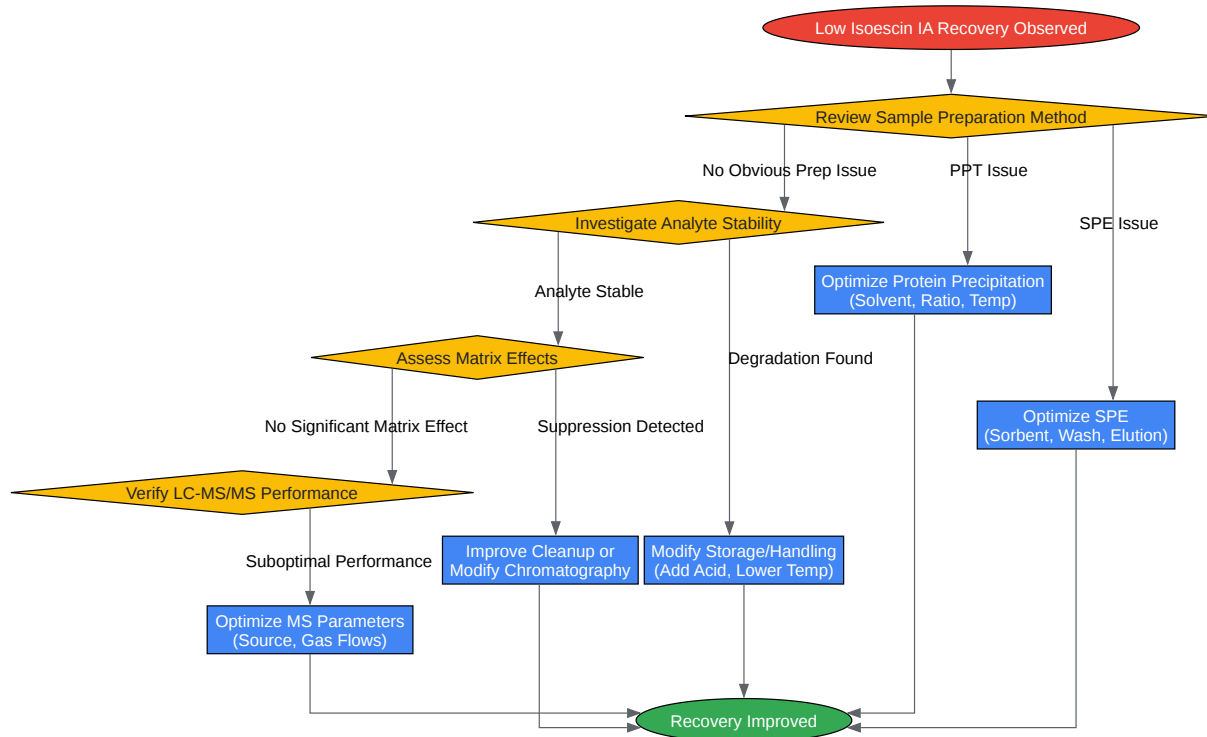 Low Isoescin IA Recovery Observed
Review Sample Preparation Method
No Obvious Prep Issue
PPT Issue
Investigate Analyte Stability
SPE Issue
Optimize Protein Precipitation
(Solvent, Ratio, Temp)
Analyte Stable
Assess Matrix Effects
Degradation Found
No Significant Matrix Effect
Suppression Detected
Optimize SPE
(Sorbent, Wash, Elution)
Verify LC-MS/MS Performance
Suboptimal Performance
Improve Cleanup or
Modify Chromatography
Modify Storage/Handling
(Add Acid, Lower Temp)
Optimize MS Parameters
(Source, Gas Flows)
Recovery Improved